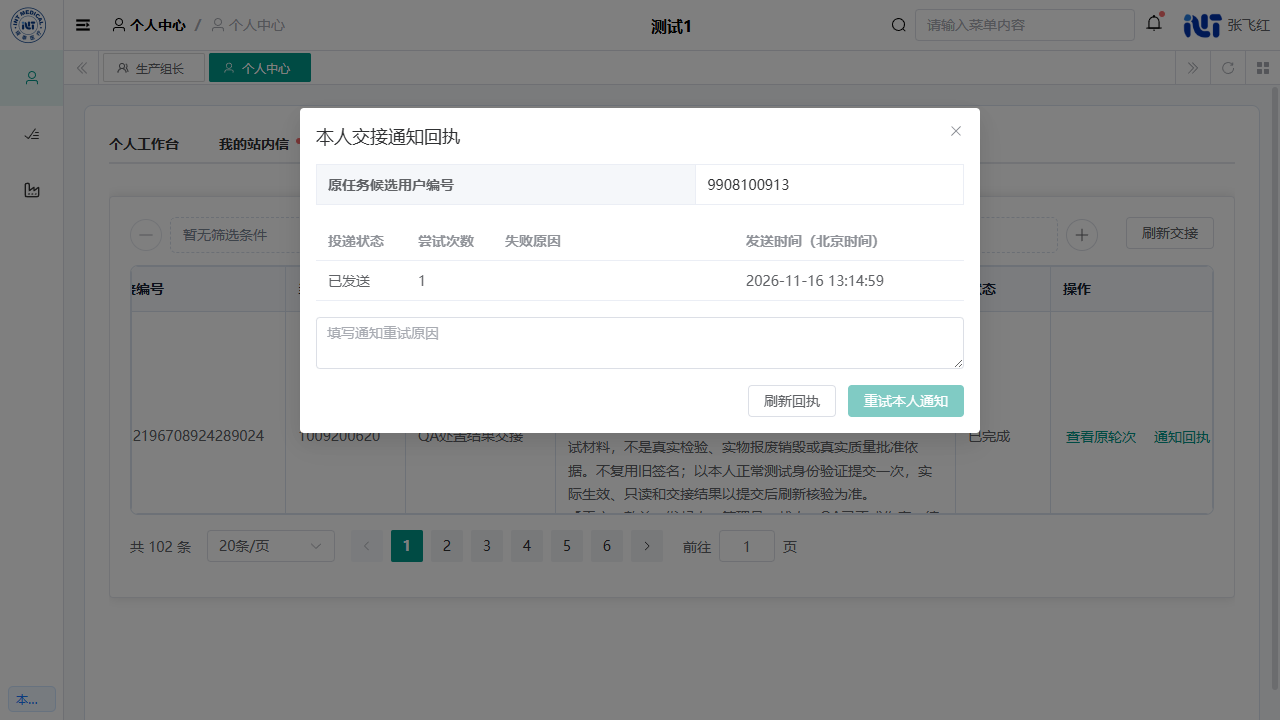 个人中心 / 个人中心
测试1
请输入菜单内容
张飞红
生产组长
个人中心
个人工作台
我的站内信
本人交接通知回执
原任务候选用户编号
9908100913
暂无筛选条件
刷新交接
投递状态 尝试次数 失败原因 发送时间（北京时间）
已发送 1 2026-11-16 13:14:59
填写通知重试原因
刷新回执
重试本人通知
编号
态
操作
2196708924289024
1009200620
QA处害结果交接
试材料，不是真实检验、实物报废销毁或真实质量批准依
据。不复用旧签名；以本人正常测试身份验证提交一次，实
际生效、只读和交接结果以提交后刷新核验为准。
已完成
查看原轮次
通知回执
共 102 条
20条/页
1 2 3 4 5 6
前往 1 页
本...